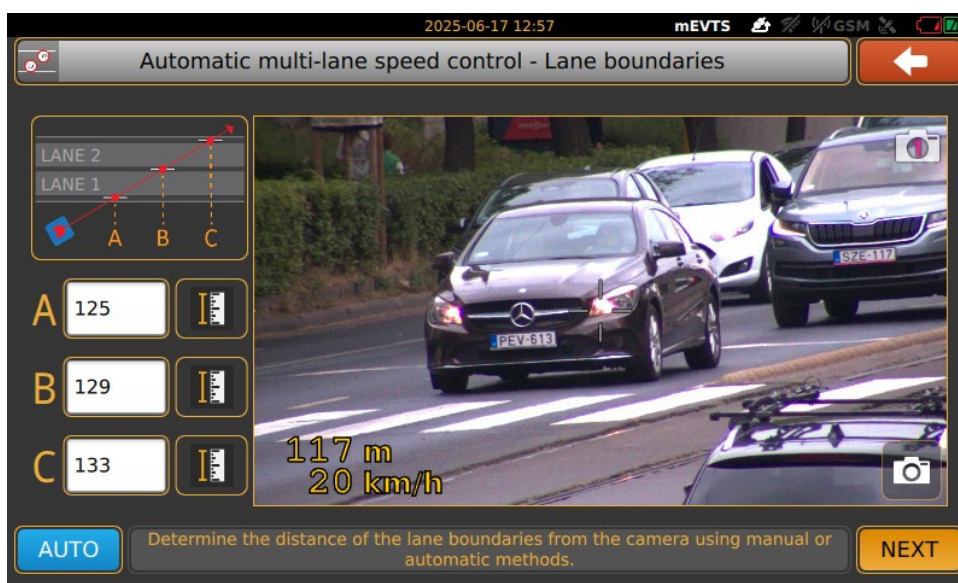 2025-06-17 12:57
mEVTS
GSM
Automatic multi-lane speed control - Lane boundaries
LANE 2
LANE 1
A B C
A 125
B 129
C 133
1
SZE-117
PEV-613
117 m
20 km/h
AUTO
Determine the distance of the lane boundaries from the camera using manual or
automatic methods.
NEXT